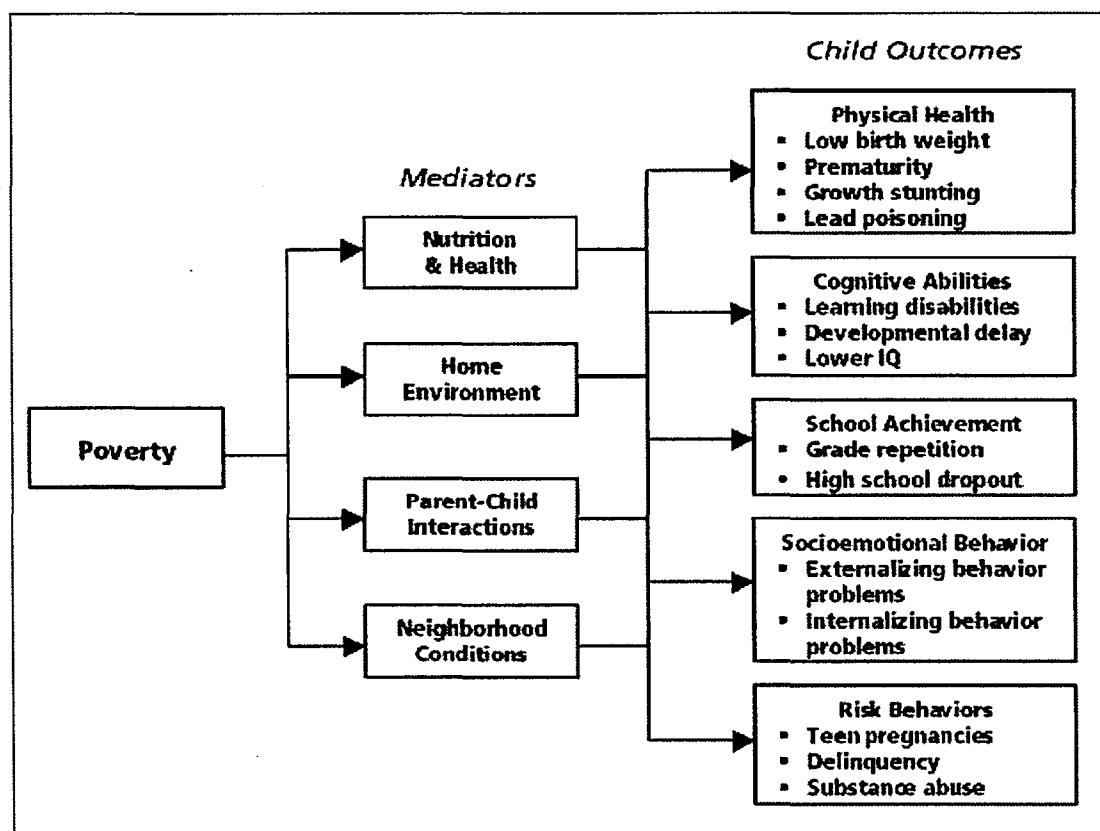 Child Outcomes
Mediators
Poverty
Nutrition
& Health
Home
Environment
Parent-Child
Interactions
Neighborhood
Conditions
Physical Health
▪ Low birth weight
▪ Prematurity
▪ Growth stunting
▪ Lead poisoning
Cognitive Abilities
▪ Learning disabilities
▪ Developmental delay
▪ Lower IQ
School Achievement
▪ Grade repetition
• High school dropout
Socioemotional Behavior
▪ Externalizing behavior
problems
▪ Internalizing behavior
problems
Risk Behaviors
▪ Teen pregnancies
▪ Delinquency
▪ Substance abuse